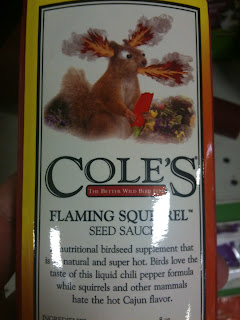 COLE'S
THE BETTER WILD BIRD
FLAMING SQUIRREL™
SEED SAUCE
nutritional birdseed supplement that
is natural and super hot. Birds love the
taste of this liquid chili pepper formula
while squirrels and other mammals
hate the hot Cajun flavor.